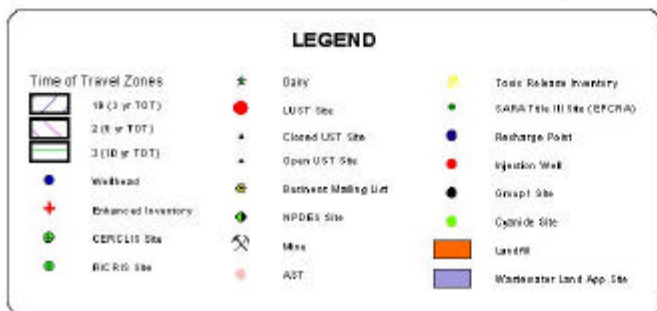 LEGEND
Time of Travel Zones
1B (3 yr TOT)
2 (6 yr TOT)
3 (10 yr TOT)
Wellhead
Enhanced Inventory
CERCLIS Site
RICRIS Site
Dairy
LUST Site
Closed UST Site
Open UST Site
Business Mailing List
NPDES Site
Mine
AST
Toxic Release Inventory
SARA Title III Site (EPCRA)
Recharge Point
Injection Well
Group1 Site
Cyanide Site
Landfill
Wastewater Land App. Site